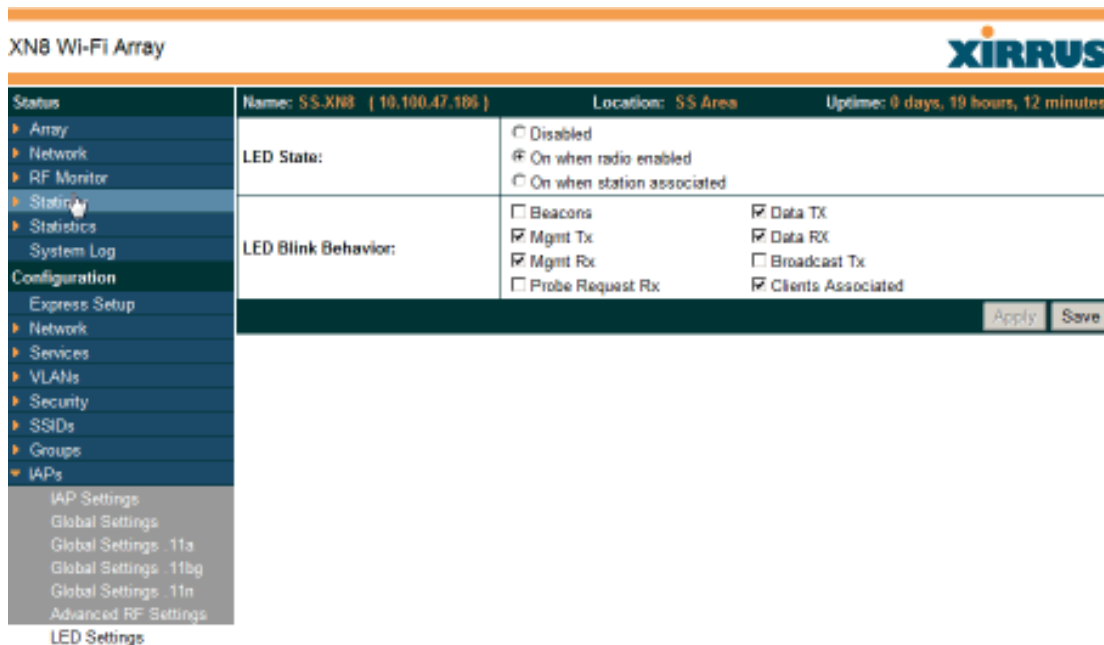 XN8 Wi-Fi Array
XIRRUS
Status
Array
Network
RF Monitor
Statistics
System Log
Configuration
Express Setup
Network
Services
VLANs
Security
SSIDs
Groups
IAPs
IAP Settings
Global Settings
Global Settings .11a
Global Settings .11bg
Global Settings .11n
Advanced RF Settings
LED Settings
Name: SS-XN8 ( 10.100.47.186 )
Location: SS Area
Uptime: 0 days, 19 hours, 12 minutes
LED State:
Disabled
On when radio enabled
On when station associated
LED Blink Behavior:
Beacons
Data TX
Mgmt Tx
Data RX
Mgmt Rx
Broadcast Tx
Probe Request Rx
Clients Associated
Apply
Save